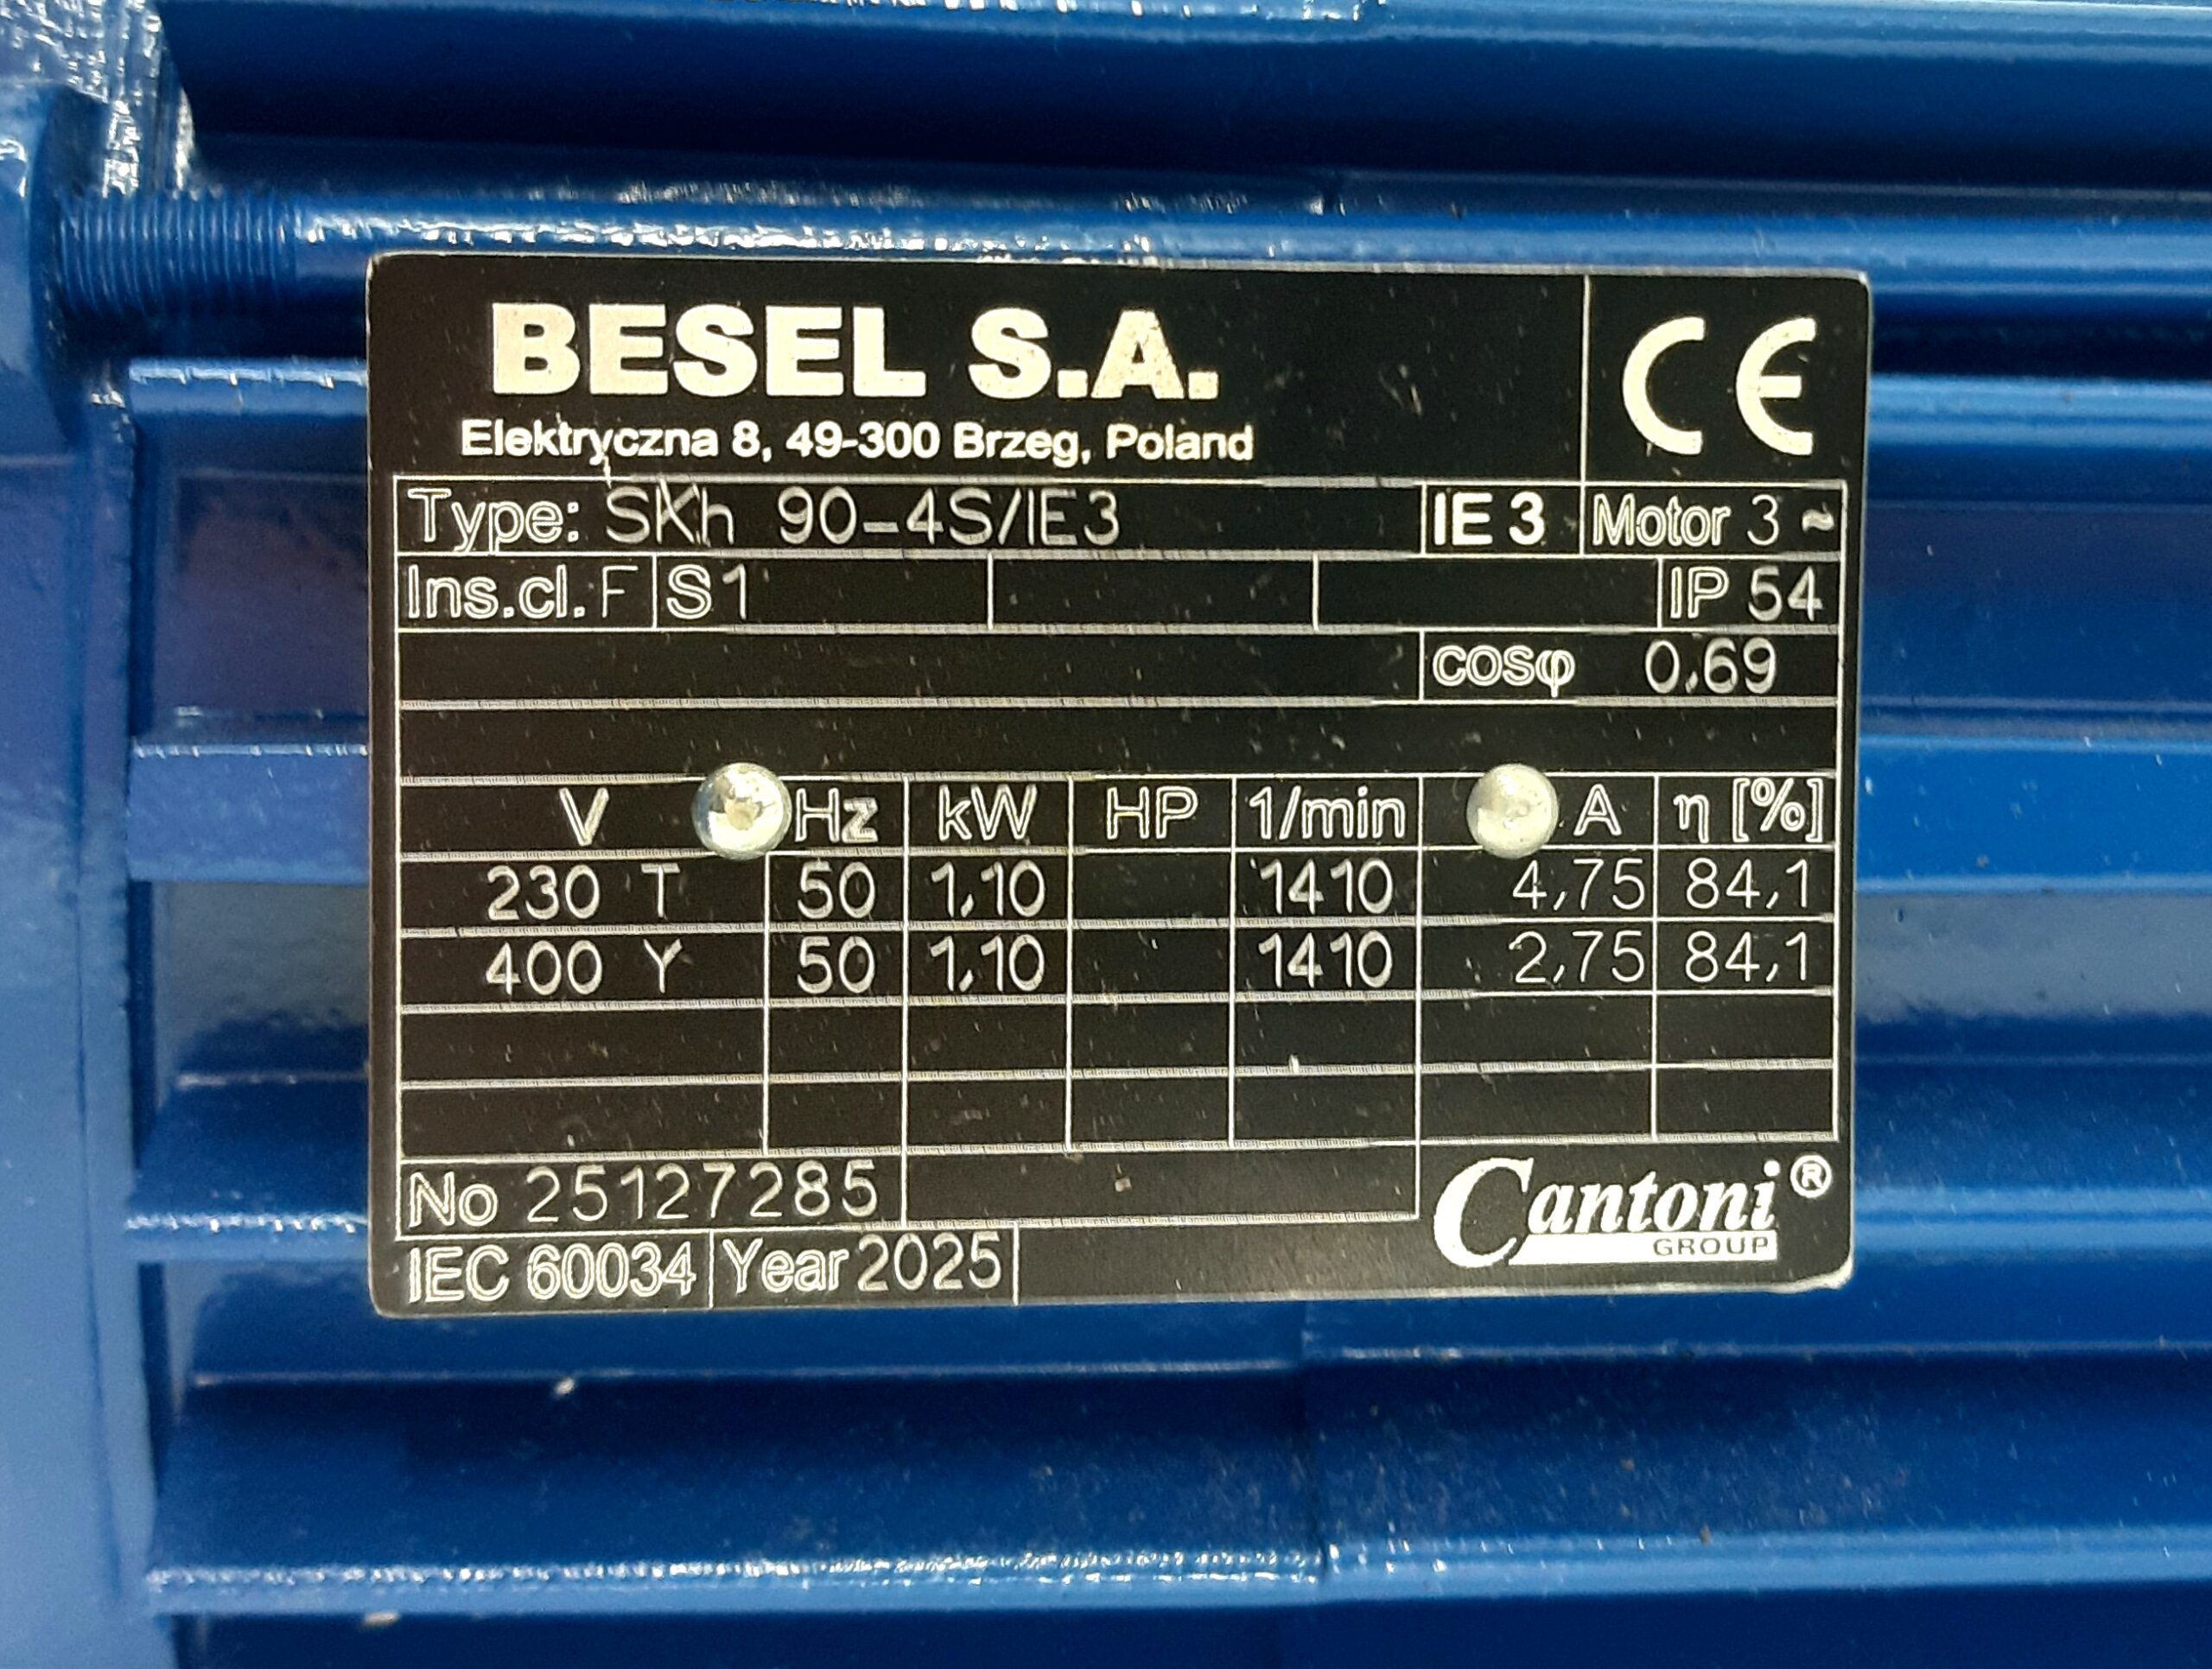 BESEL S.A.
CE
Elektryczna 8, 49-300 Brzeg, Poland
Type: SKh 90-4S/IE3 IE3 Motor 3 ~
Ins.cl. F S1 IP 54
cosφ 0,69
V Hz kW HP 1/min A η [%]
230 T 50 1,10 1410 4,75 84,1
400 Y 50 1,10 1410 2,75 84,1
No 25127285
Cantoni®
GROUP
IEC 60034 Year 2025